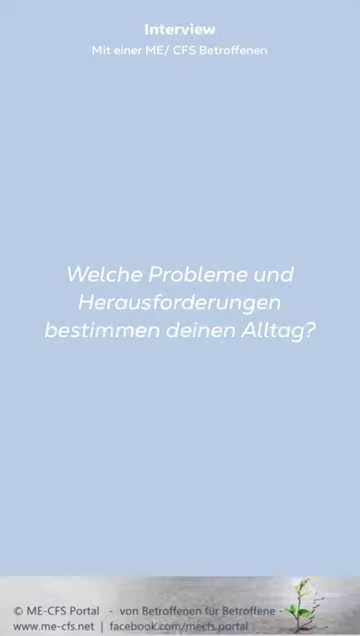 Interview
Mit einer ME/ CFS Betroffenen
Welche Probleme und
Herausforderungen
bestimmen deinen Alltag?
© ME-CFS Portal - von Betroffenen für Betroffene -
www.me-cfs.net | facebook.com/mecfs.portal